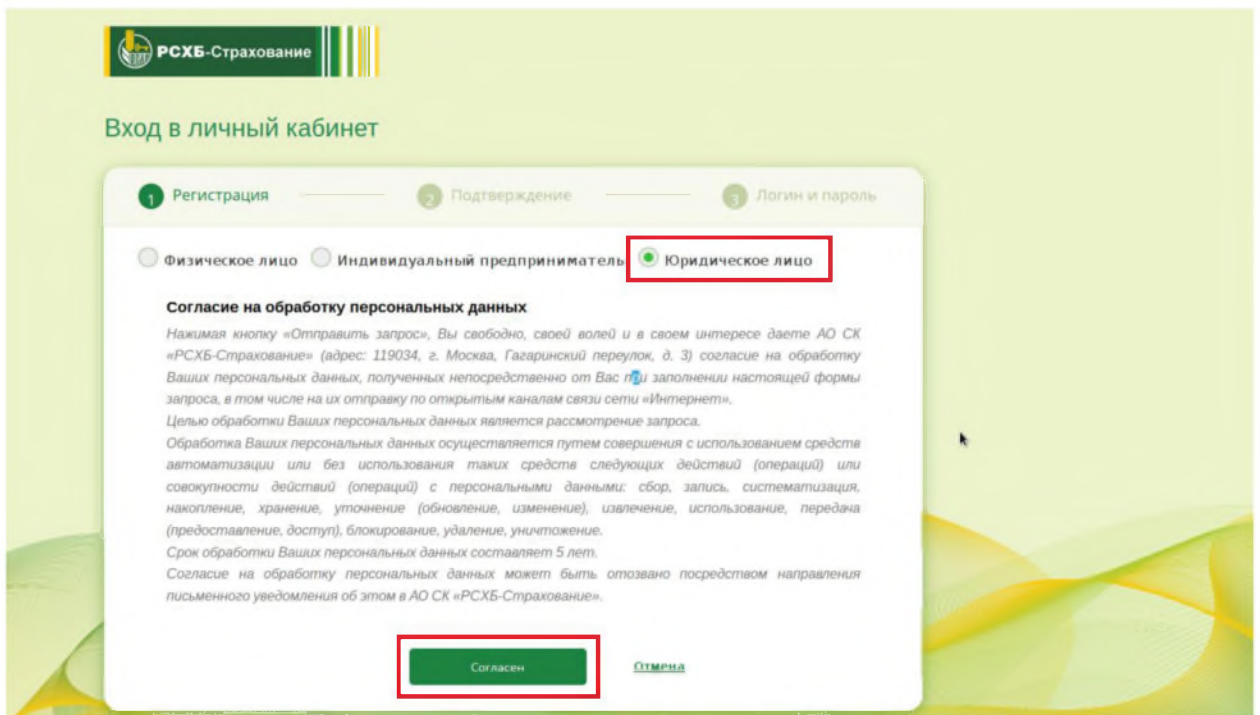 РСХБ-Страхование
Вход в личный кабинет
1 Регистрация 2 Подтверждение 3 Логин и пароль
Физическое лицо Индивидуальный предприниматель Юридическое лицо
Согласие на обработку персональных данных
Нажимая кнопку «Отправить запрос», Вы свободно, своей волей и в своем интересе даете АО СК
«РСХБ-Страхование» (адрес: 119034, г. Москва, Гагаринский переулок, д. 3) согласие на обработку
Ваших персональных данных, полученных непосредственно от Вас при заполнении настоящей формы
запроса, в том числе на их отправку по открытым каналам связи сети «Интернет».
Целью обработки Ваших персональных данных является рассмотрение запроса.
Обработка Ваших персональных данных осуществляется путем совершения с использованием средств
автоматизации или без использования таких средств следующих действий (операций) или
совокупности действий (операций) с персональными данными: сбор, запись, систематизация,
накопление, хранение, уточнение (обновление, изменение), извлечение, использование, передача
(предоставление, доступ), блокирование, удаление, уничтожение.
Срок обработки Ваших персональных данных составляет 5 лет.
Согласие на обработку персональных данных может быть отозвано посредством направления
письменного уведомления об этом в АО СК «РСХБ-Страхование».
Согласен Отмена